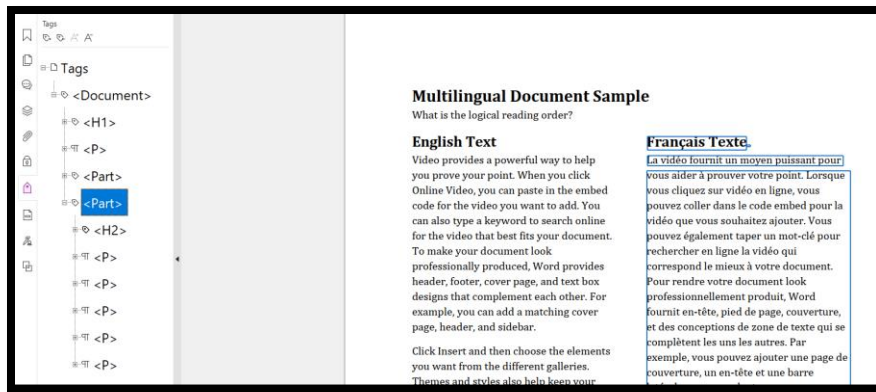 Tags
Tags
<Document>
<H1>
<P>
<Part>
<Part>
<H2>
<P>
<P>
<P>
<P>
<P>
Multilingual Document Sample
What is the logical reading order?
English Text
Video provides a powerful way to help
you prove your point. When you click
Online Video, you can paste in the embed
code for the video you want to add. You
can also type a keyword to search online
for the video that best fits your document.
To make your document look
professionally produced, Word provides
header, footer, cover page, and text box
designs that complement each other. For
example, you can add a matching cover
page, header, and sidebar.
Click Insert and then choose the elements
you want from the different galleries.
Themes and styles also help keep your
Français Texte
La vidéo fournit un moyen puissant pour
vous aider à prouver votre point. Lorsque
vous cliquez sur vidéo en ligne, vous
pouvez coller dans le code embed pour la
vidéo que vous souhaitez ajouter. Vous
pouvez également taper un mot-clé pour
rechercher en ligne la vidéo qui
correspond le mieux à votre document.
Pour rendre votre document look
professionnellement produit, Word
fournit en-tête, pied de page, couverture,
et des conceptions de zone de texte qui se
complètent les uns les autres. Par
exemple, vous pouvez ajouter une page de
couverture, un en-tête et une barre